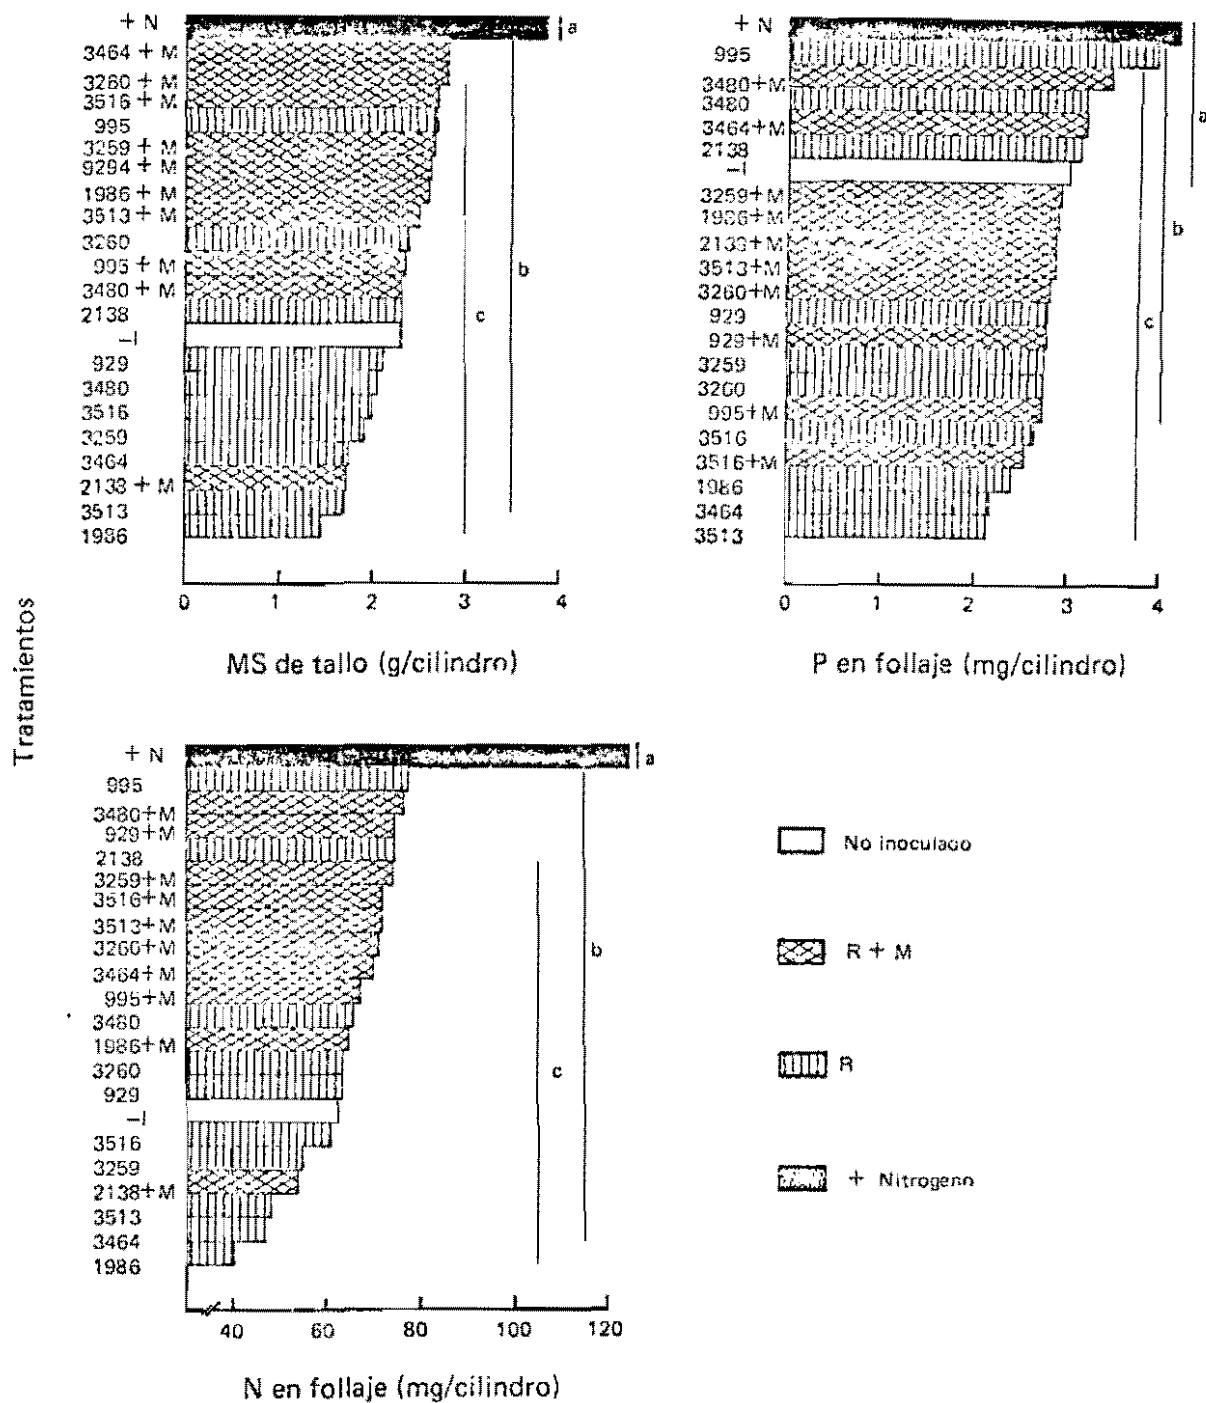 + N
3464 + M
3260 + M
3516 + M
995
3259 + M
9294 + M
1986 + M
3513 + M
3260
995 + M
3480 + M
2138
-I
929
3480
3516
3259
3464
2138 + M
3513
1986
a
b
c
0 1 2 3 4
MS de tallo (g/cilindro)
+ N
995
3480+M
3480
3464+M
2138
-I
3259+M
1986+M
2138+M
3513+M
3260+M
929
929+M
3259
3260
995+M
3516
3516+M
1986
3464
3513
a
b
c
0 1 2 3 4
P en follaje (mg/cilindro)
Tratamientos
+ N
995
3480+M
929+M
2138
3259+M
3516+M
3513+M
3260+M
3464+M
995+M
3480
1986+M
3260
929
-I
3516
3259
2138+M
3513
3464
1986
a
b
c
40 60 80 100 120
N en follaje (mg/cilindro)
No inoculado
R + M
R
+ Nitrogeno